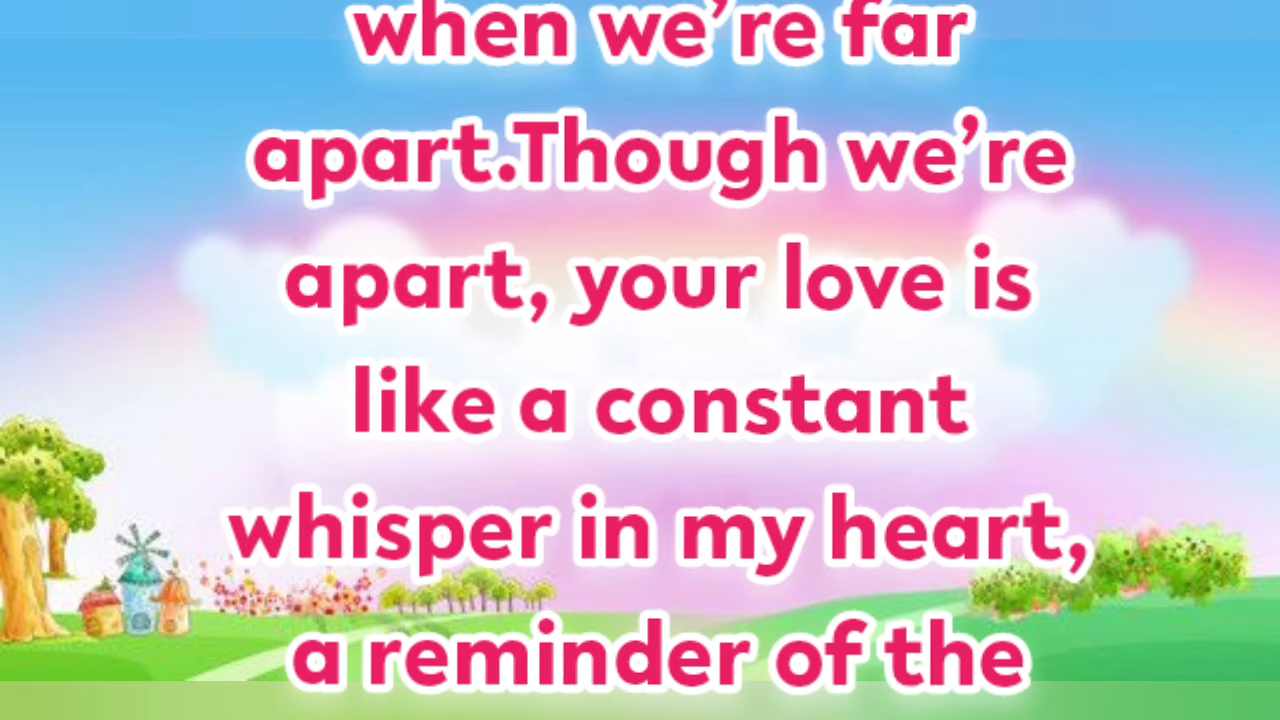 when we’re far
apart.Though we’re
apart, your love is
like a constant
whisper in my heart,
a reminder of the